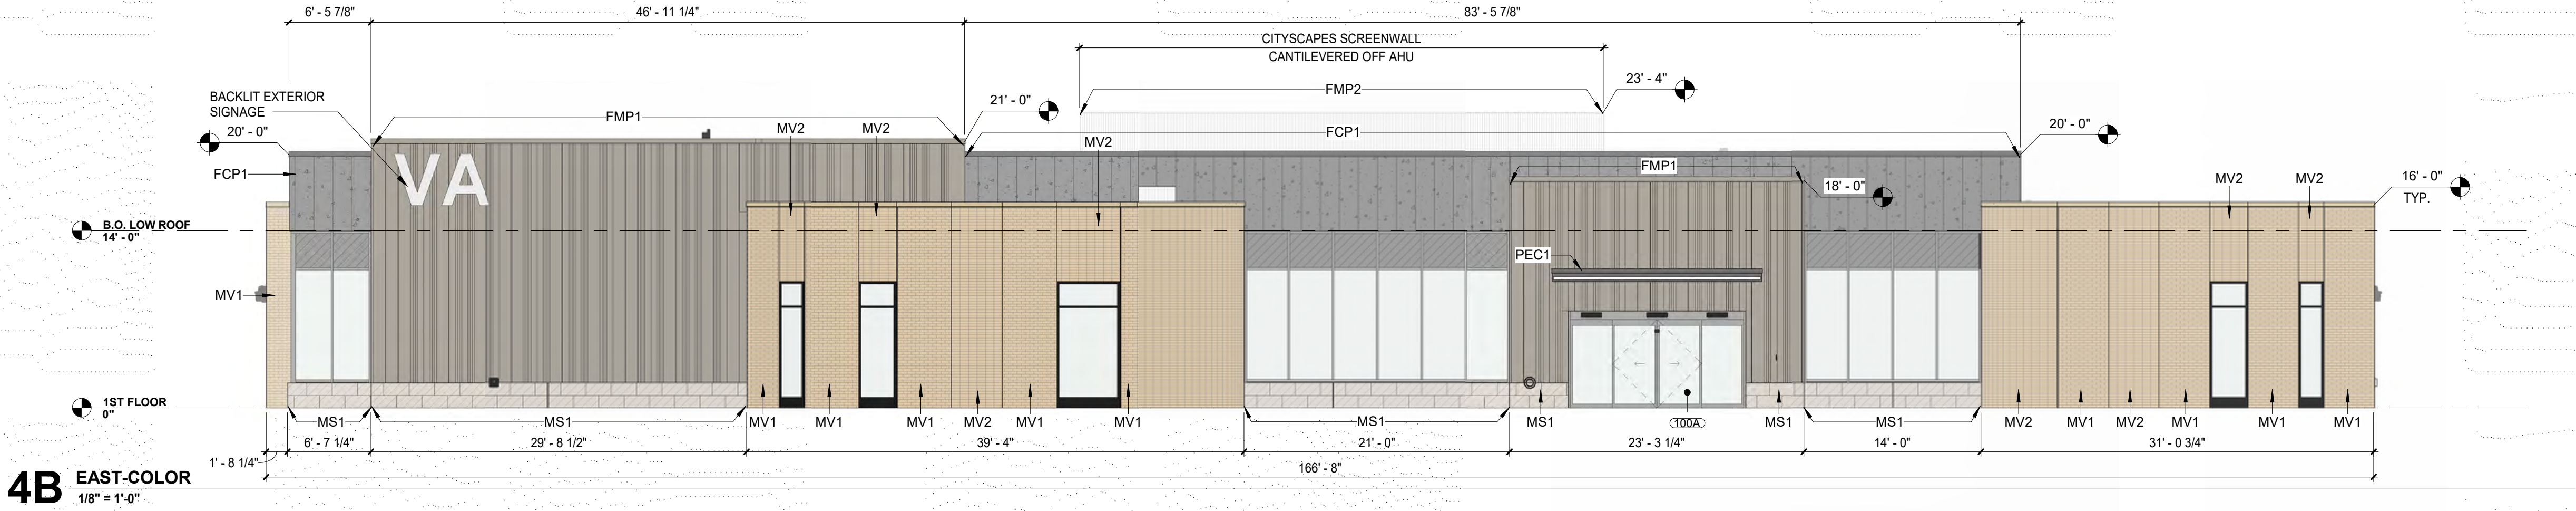 6' - 5 7/8" 46' - 11 1/4" 83' - 5 7/8"
CITYSCAPES SCREENWALL
CANTILEVERED OFF AHU
23' - 4"
FMP2
BACKLIT EXTERIOR
SIGNAGE
21' - 0"
FMP1
MV2 MV2
FCP1
20' - 0"
20' - 0"
MV2
FCP1
VA
FMP1
18' - 0"
MV2 MV2
16' - 0"
TYP.
B.O. LOW ROOF
14' - 0"
PEC1
MV1
1ST FLOOR
0"
MS1 MS1 MV1 MV1 MV1 MV2 MV1 MV1 MS1 MS1 100A MS1 MS1 MV2 MV1 MV2 MV1 MV1 MV1
6' - 7 1/4" 29' - 8 1/2" 39' - 4" 21' - 0" 23' - 3 1/4" 14' - 0" 31' - 0 3/4"
1' - 8 1/4"
166' - 8"
4B EAST-COLOR
1/8" = 1'-0"